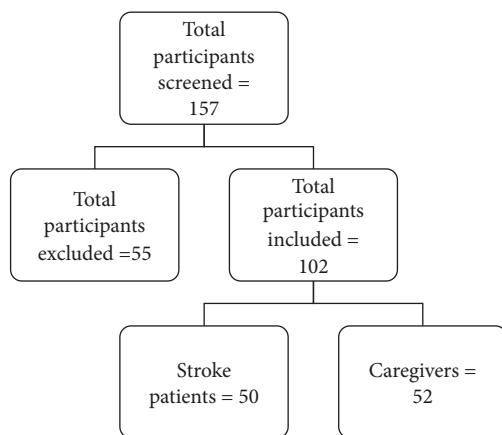 Total
participants
screened =
157
Total
participants
excluded =55
Total
participants
included =
102
Stroke
patients = 50
Caregivers =
52